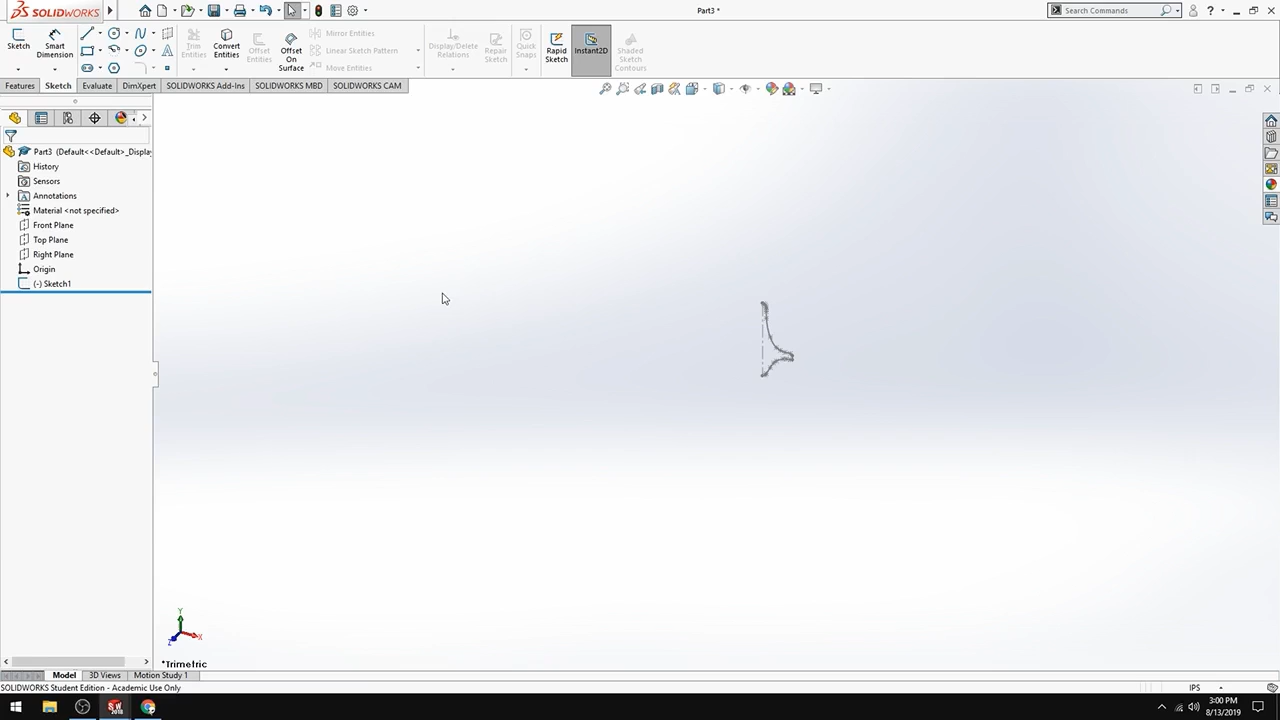 SOLIDWORKS
Part3 *
Search Commands
Sketch
Smart Dimension
Trim Entities
Convert Entities
Offset Entities
Offset On Surface
Mirror Entities
Linear Sketch Pattern
Move Entities
Display/Delete Relations
Repair Sketch
Quick Snaps
Rapid Sketch
Instant2D
Shaded Sketch Contours
Features
Sketch
Evaluate
DimXpert
SOLIDWORKS Add-Ins
SOLIDWORKS MBD
SOLIDWORKS CAM
Part3 (Default<<Default>_Display
History
Sensors
Annotations
Material <not specified>
Front Plane
Top Plane
Right Plane
Origin
(-) Sketch1
Y
X
Z
*Trimetric
Model
3D Views
Motion Study 1
SOLIDWORKS Student Edition - Academic Use Only
IPS
3:00 PM
8/13/2019